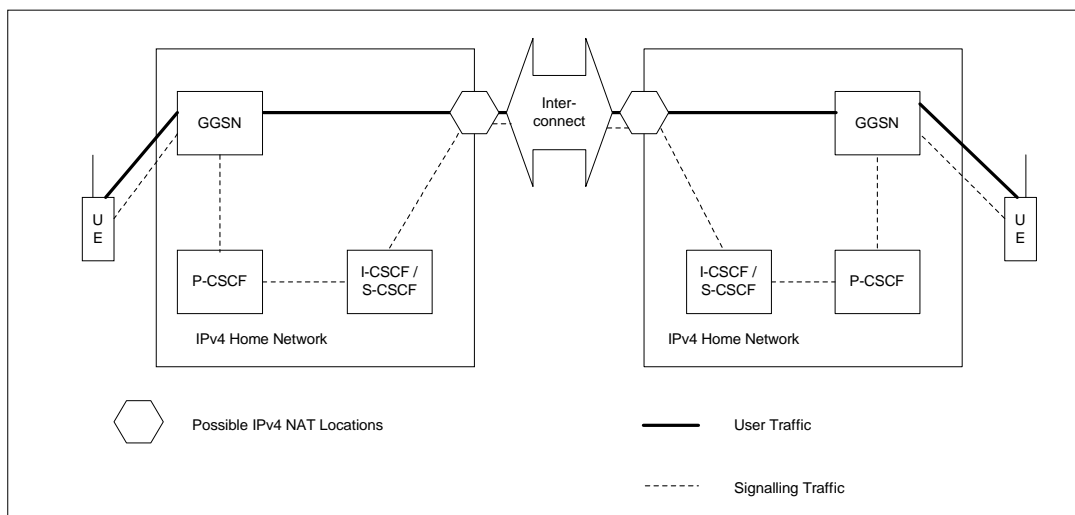 Inter-
connect
GGSN
GGSN
U
E
U
E
P-CSCF
I-CSCF /
S-CSCF
I-CSCF /
S-CSCF
P-CSCF
IPv4 Home Network
IPv4 Home Network
Possible IPv4 NAT Locations
User Traffic
Signalling Traffic